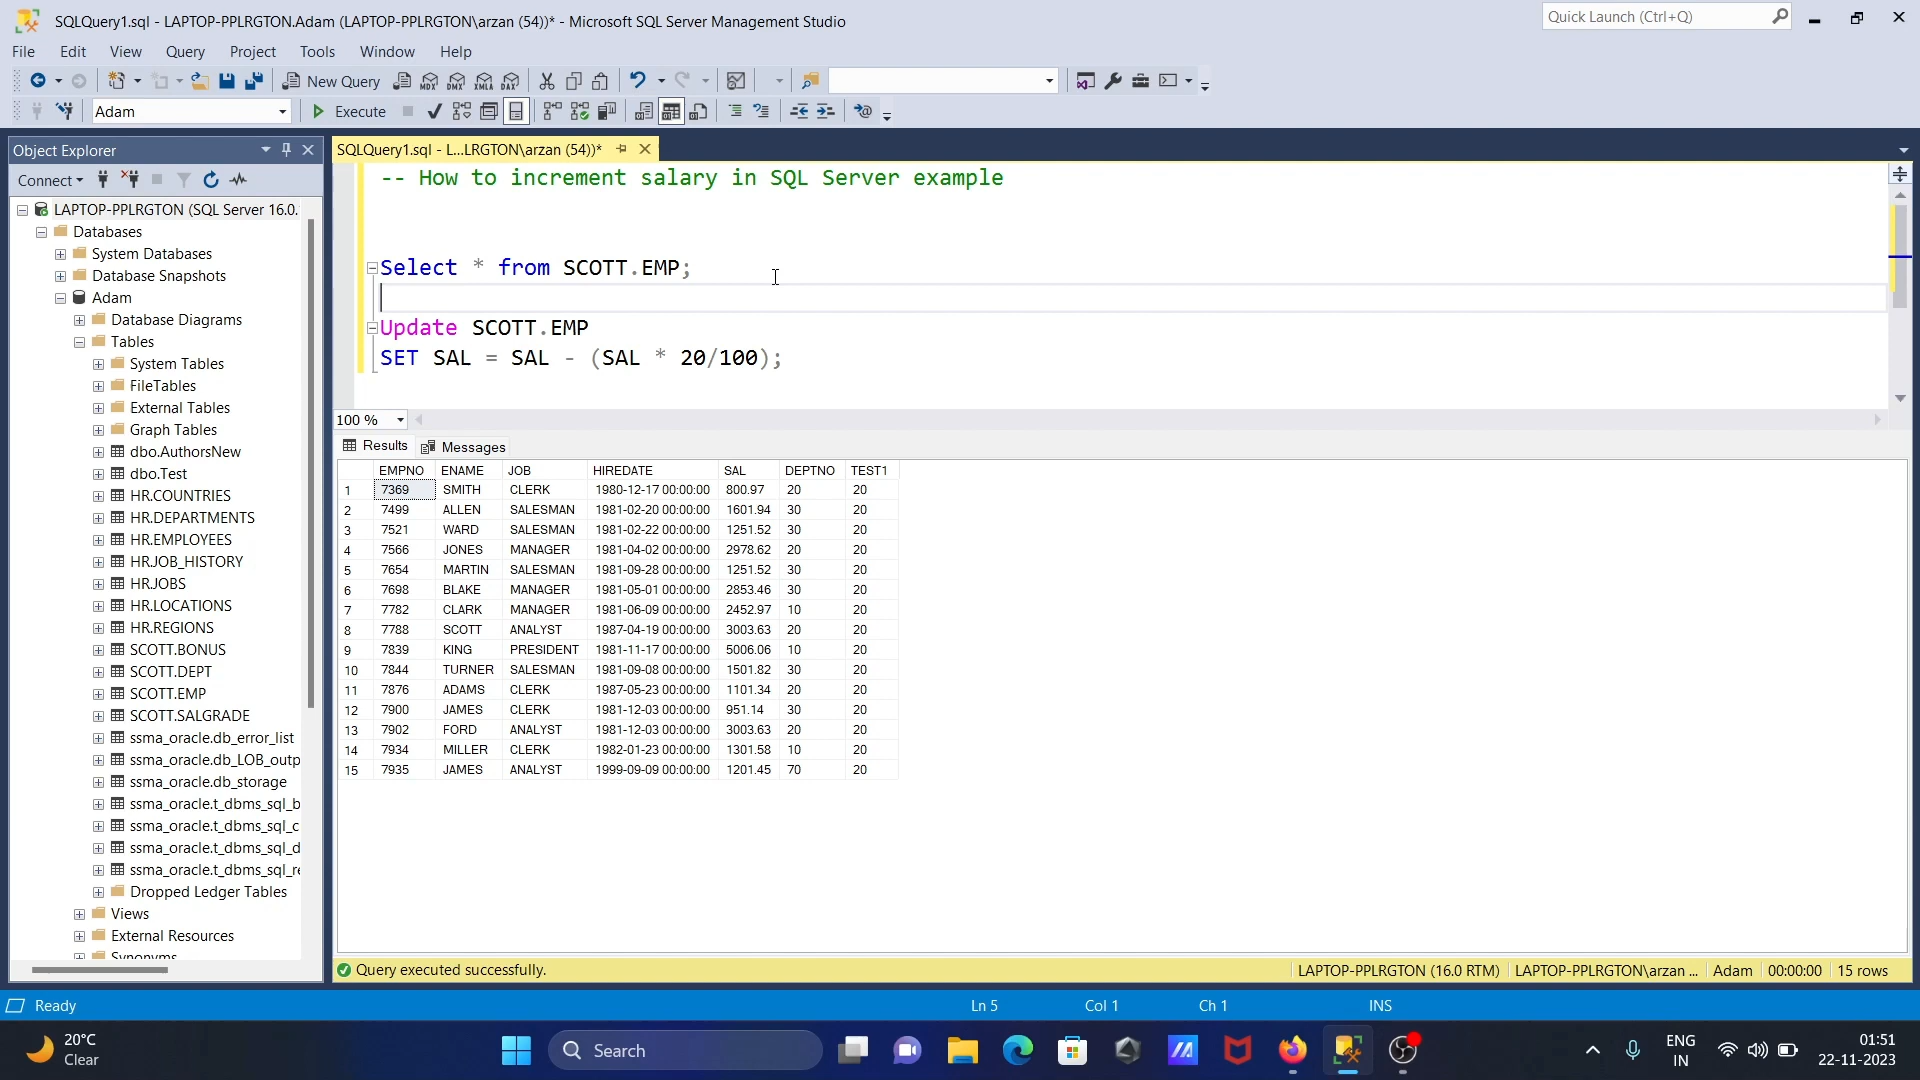 SQLQuery1.sql - LAPTOP-PPLRGTON.Adam (LAPTOP-PPLRGTON\arzan (54))* - Microsoft SQL Server Management Studio
Quick Launch (Ctrl+Q)
File Edit View Query Project Tools Window Help
New Query MDX DMX XMLA DAX
Adam Execute
Object Explorer
SQLQuery1.sql - L...LRGTON\arzan (54))*
Connect
LAPTOP-PPLRGTON (SQL Server 16.0.
Databases
System Databases
Database Snapshots
Adam
Database Diagrams
Tables
System Tables
FileTables
External Tables
Graph Tables
dbo.AuthorsNew
dbo.Test
HR.COUNTRIES
HR.DEPARTMENTS
HR.EMPLOYEES
HR.JOB_HISTORY
HR.JOBS
HR.LOCATIONS
HR.REGIONS
SCOTT.BONUS
SCOTT.DEPT
SCOTT.EMP
SCOTT.SALGRADE
ssma_oracle.db_error_list
ssma_oracle.db_LOB_outp
ssma_oracle.db_storage
ssma_oracle.t_dbms_sql_b
ssma_oracle.t_dbms_sql_c
ssma_oracle.t_dbms_sql_d
ssma_oracle.t_dbms_sql_re
Dropped Ledger Tables
Views
External Resources
Synonyms
-- How to increment salary in SQL Server example
Select * from SCOTT.EMP;
Update SCOTT.EMP
SET SAL = SAL - (SAL * 20/100);
100 %
Results Messages
EMPNO ENAME JOB HIREDATE SAL DEPTNO TEST1
1 7369 SMITH CLERK 1980-12-17 00:00:00 800.97 20 20
2 7499 ALLEN SALESMAN 1981-02-20 00:00:00 1601.94 30 20
3 7521 WARD SALESMAN 1981-02-22 00:00:00 1251.52 30 20
4 7566 JONES MANAGER 1981-04-02 00:00:00 2978.62 20 20
5 7654 MARTIN SALESMAN 1981-09-28 00:00:00 1251.52 30 20
6 7698 BLAKE MANAGER 1981-05-01 00:00:00 2853.46 30 20
7 7782 CLARK MANAGER 1981-06-09 00:00:00 2452.97 10 20
8 7788 SCOTT ANALYST 1987-04-19 00:00:00 3003.63 20 20
9 7839 KING PRESIDENT 1981-11-17 00:00:00 5006.06 10 20
10 7844 TURNER SALESMAN 1981-09-08 00:00:00 1501.82 30 20
11 7876 ADAMS CLERK 1987-05-23 00:00:00 1101.34 20 20
12 7900 JAMES CLERK 1981-12-03 00:00:00 951.14 30 20
13 7902 FORD ANALYST 1981-12-03 00:00:00 3003.63 20 20
14 7934 MILLER CLERK 1982-01-23 00:00:00 1301.58 10 20
15 7935 JAMES ANALYST 1999-09-09 00:00:00 1201.45 70 20
Query executed successfully. LAPTOP-PPLRGTON (16.0 RTM) LAPTOP-PPLRGTON\arzan ... Adam 00:00:00 15 rows
Ready Ln 5 Col 1 Ch 1 INS
20°C
Clear
Search
ENG
IN
01:51
22-11-2023